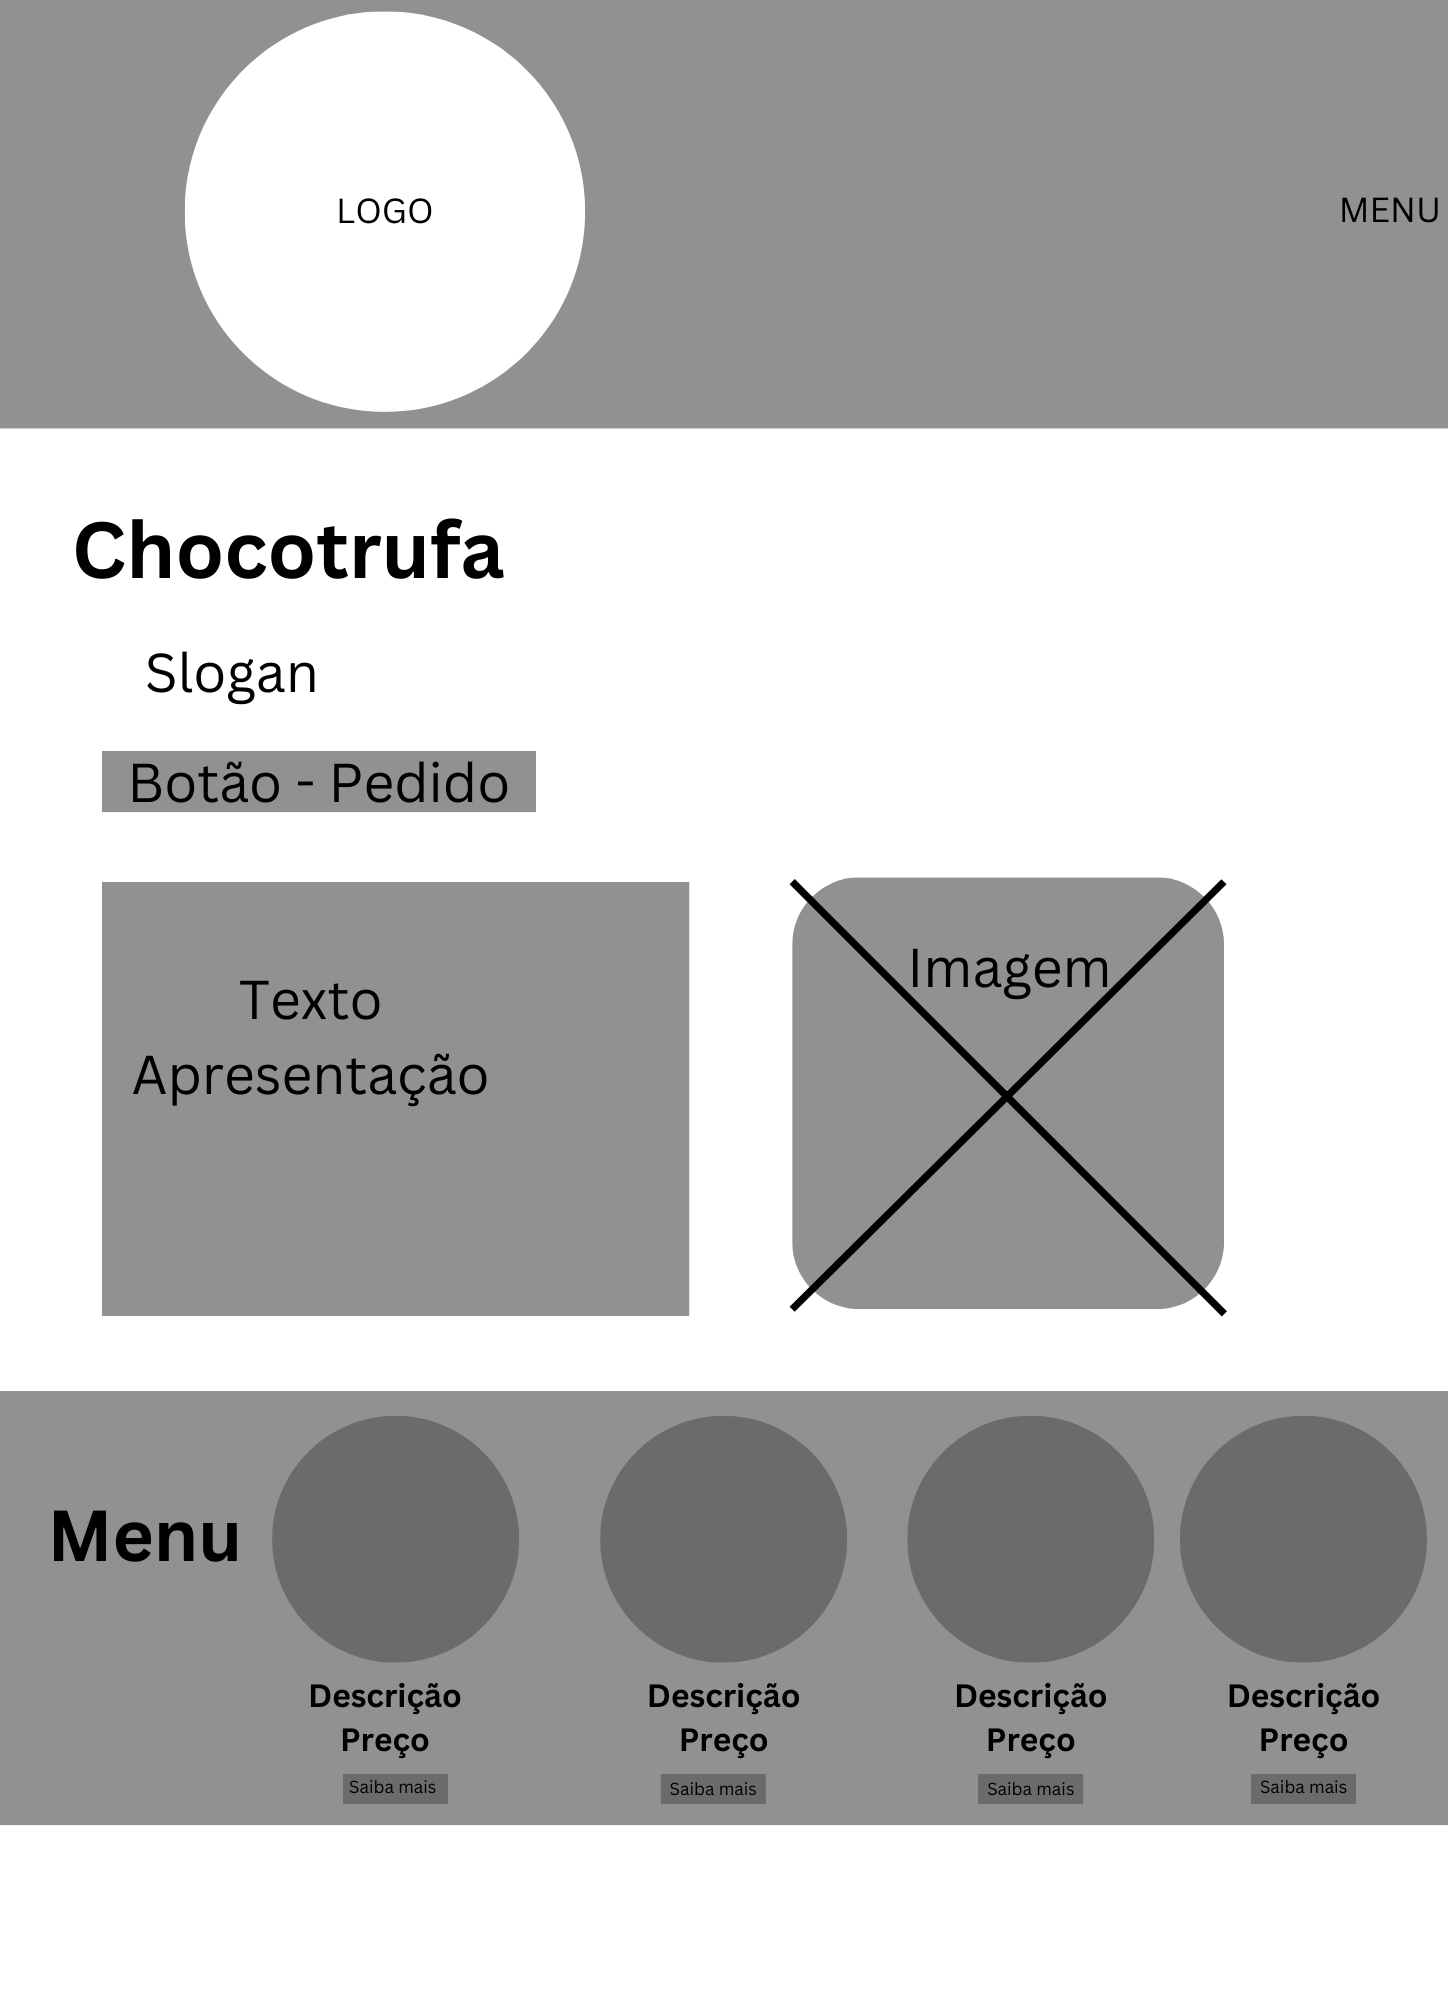 LOGO
MENU
Chocotrufa
Slogan
Botão - Pedido
Texto
Apresentação
Imagem
Menu
Descrição
Preço
Saiba mais
Descrição
Preço
Saiba mais
Descrição
Preço
Saiba mais
Descrição
Preço
Saiba mais